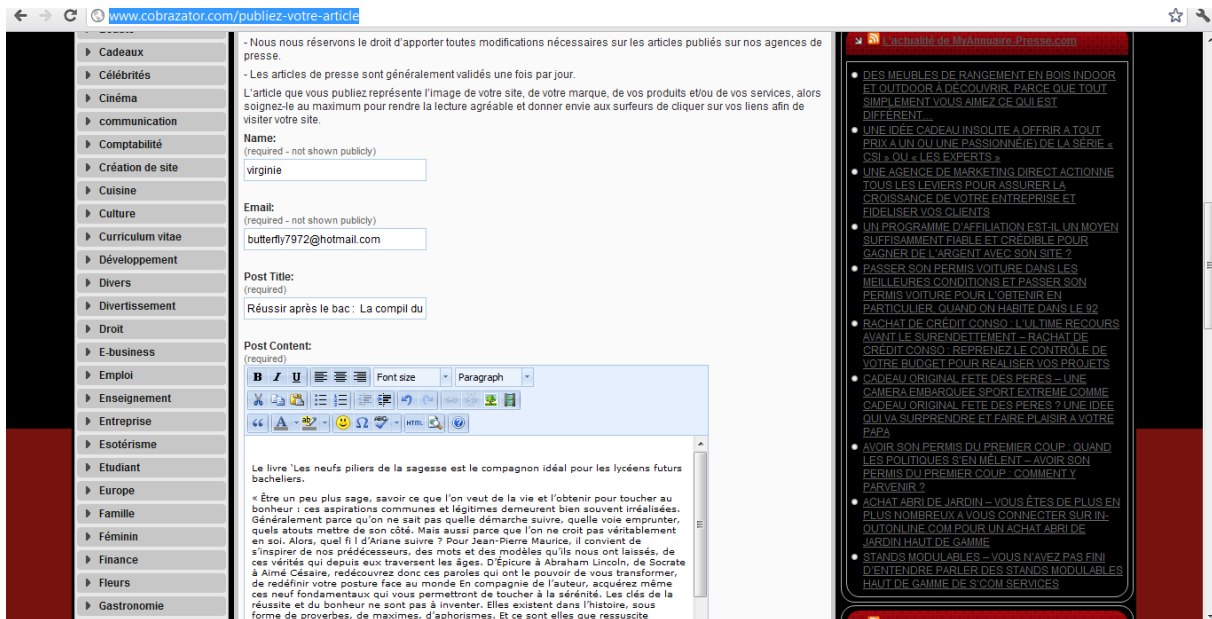 www.cobrazator.com/publiez-votre-article
Cadeaux
Célébrités
Cinéma
communication
Comptabilité
Création de site
Cuisine
Culture
Curriculum vitae
Développement
Divers
Divertissement
Droit
E-business
Emploi
Enseignement
Entreprise
Esotérisme
Etudiant
Europe
Famille
Féminin
Finance
Fleurs
Gastronomie
- Nous nous réservons le droit d'apporter toutes modifications nécessaires sur les articles publiés sur nos agences de
presse.
- Les articles de presse sont généralement validés une fois par jour.
L'article que vous publiez représente l'image de votre site, de votre marque, de vos produits et/ou de vos services, alors
soignez-le au maximum pour rendre la lecture agréable et donner envie aux surfeurs de cliquer sur vos liens afin de
visiter votre site.
Name:
(required - not shown publicly)
virginie
Email:
(required - not shown publicly)
butterfly7972@hotmail.com
Post Title:
(required)
Réussir après le bac : La compil du
Post Content:
(required)
B I U Font size Paragraph
HTML
Le livre `Les neufs piliers de la sagesse est le compagnon idéal pour les lycéens futurs
bacheliers.
« Être un peu plus sage, savoir ce que l'on veut de la vie et l'obtenir pour toucher au
bonheur : ces aspirations communes et légitimes demeurent bien souvent irréalisées.
Généralement parce qu'on ne sait pas quelle démarche suivre, quelle voie emprunter,
quels atouts mettre de son côté. Mais aussi parce que l'on ne croit pas véritablement
en soi. Alors, quel fi l d'Ariane suivre ? Pour Jean-Pierre Maurice, il convient de
s'inspirer de nos prédécesseurs, des mots et des modèles qu'ils nous ont laissés, de
ces vérités qui depuis eux traversent les âges. D'Épicure à Abraham Lincoln, de Socrate
à Aimé Césaire, redécouvrez donc ces paroles qui ont le pouvoir de vous transformer,
de redéfinir votre posture face au monde En compagnie de l'auteur, acquérez même
ces neuf fondamentaux qui vous permettront de toucher à la sérénité. Les clés de la
réussite et du bonheur ne sont pas à inventer. Elles existent dans l'histoire, sous
forme de proverbes, de maximes, d'aphorismes. Et ce sont elles que ressuscite
L'actualité de MyAnnuaire-Presse.com
DES MEUBLES DE RANGEMENT EN BOIS INDOOR
ET OUTDOOR À DÉCOUVRIR, PARCE QUE TOUT
SIMPLEMENT VOUS AIMEZ CE QUI EST
DIFFÉRENT…
UNE IDÉE CADEAU INSOLITE A OFFRIR A TOUT
PRIX A UN OU UNE PASSIONNÉ(E) DE LA SÉRIE «
CSI » OU « LES EXPERTS »
UNE AGENCE DE MARKETING DIRECT ACTIONNE
TOUS LES LEVIERS POUR ASSURER LA
CROISSANCE DE VOTRE ENTREPRISE ET
FIDELISER VOS CLIENTS
UN PROGRAMME D'AFFILIATION EST-IL UN MOYEN
SUFFISAMMENT FIABLE ET CRÉDIBLE POUR
GAGNER DE L'ARGENT AVEC SON SITE ?
PASSER SON PERMIS VOITURE DANS LES
MEILLEURES CONDITIONS ET PASSER SON
PERMIS VOITURE POUR L'OBTENIR EN
PARTICULIER, QUAND ON HABITE DANS LE 92
RACHAT DE CRÉDIT CONSO : L'ULTIME RECOURS
AVANT LE SURENDETTEMENT – RACHAT DE
CRÉDIT CONSO : REPRENEZ LE CONTRÔLE DE
VOTRE BUDGET POUR REALISER VOS PROJETS
CADEAU ORIGINAL FETE DES PERES – UNE
CAMERA EMBARQUEE SPORT EXTREME COMME
CADEAU ORIGINAL FETE DES PERES ? UNE IDEE
QUI VA SURPRENDRE ET FAIRE PLAISIR A VOTRE
PAPA
AVOIR SON PERMIS DU PREMIER COUP : QUAND
LES POLITIQUES S'EN MÊLENT – AVOIR SON
PERMIS DU PREMIER COUP : COMMENT Y
PARVENIR ?
ACHAT ABRI DE JARDIN – VOUS ÊTES DE PLUS EN
PLUS NOMBREUX A VOUS CONNECTER SUR IN-
OUTONLINE COM POUR UN ACHAT ABRI DE
JARDIN HAUT DE GAMME
STANDS MODULABLES – VOUS N'AVEZ PAS FINI
D'ENTENDRE PARLER DES STANDS MODULABLES
HAUT DE GAMME DE S'COM SERVICES